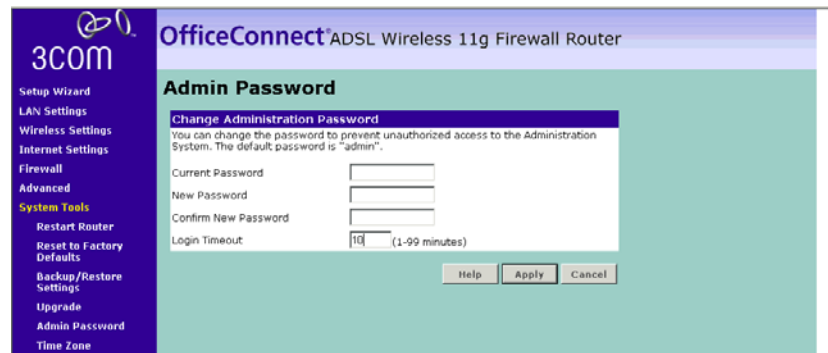 3COM
OfficeConnect® ADSL Wireless 11g Firewall Router
Setup Wizard
LAN Settings
Wireless Settings
Internet Settings
Firewall
Advanced
System Tools
Restart Router
Reset to Factory
Defaults
Backup/Restore
Settings
Upgrade
Admin Password
Time Zone
Admin Password
Change Administration Password
You can change the password to prevent unauthorized access to the Administration
System. The default password is "admin".
Current Password
New Password
Confirm New Password
Login Timeout 10 (1-99 minutes)
Help Apply Cancel